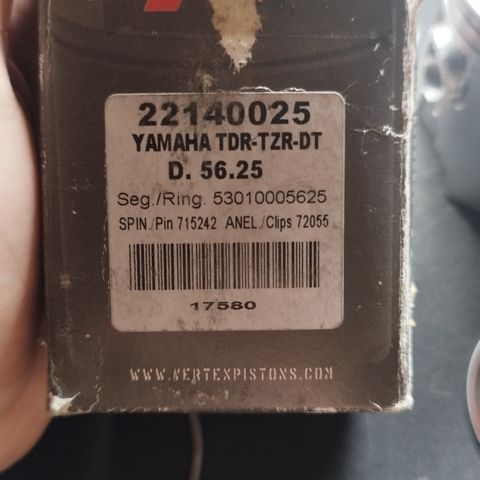 22140025
YAMAHA TDR-TZR-DT
D. 56.25
Seg./Ring. 53010005625
SPIN./Pin 715242 ANEL./Clips 72055
17580
WWW.VERTEXPISTONS.COM